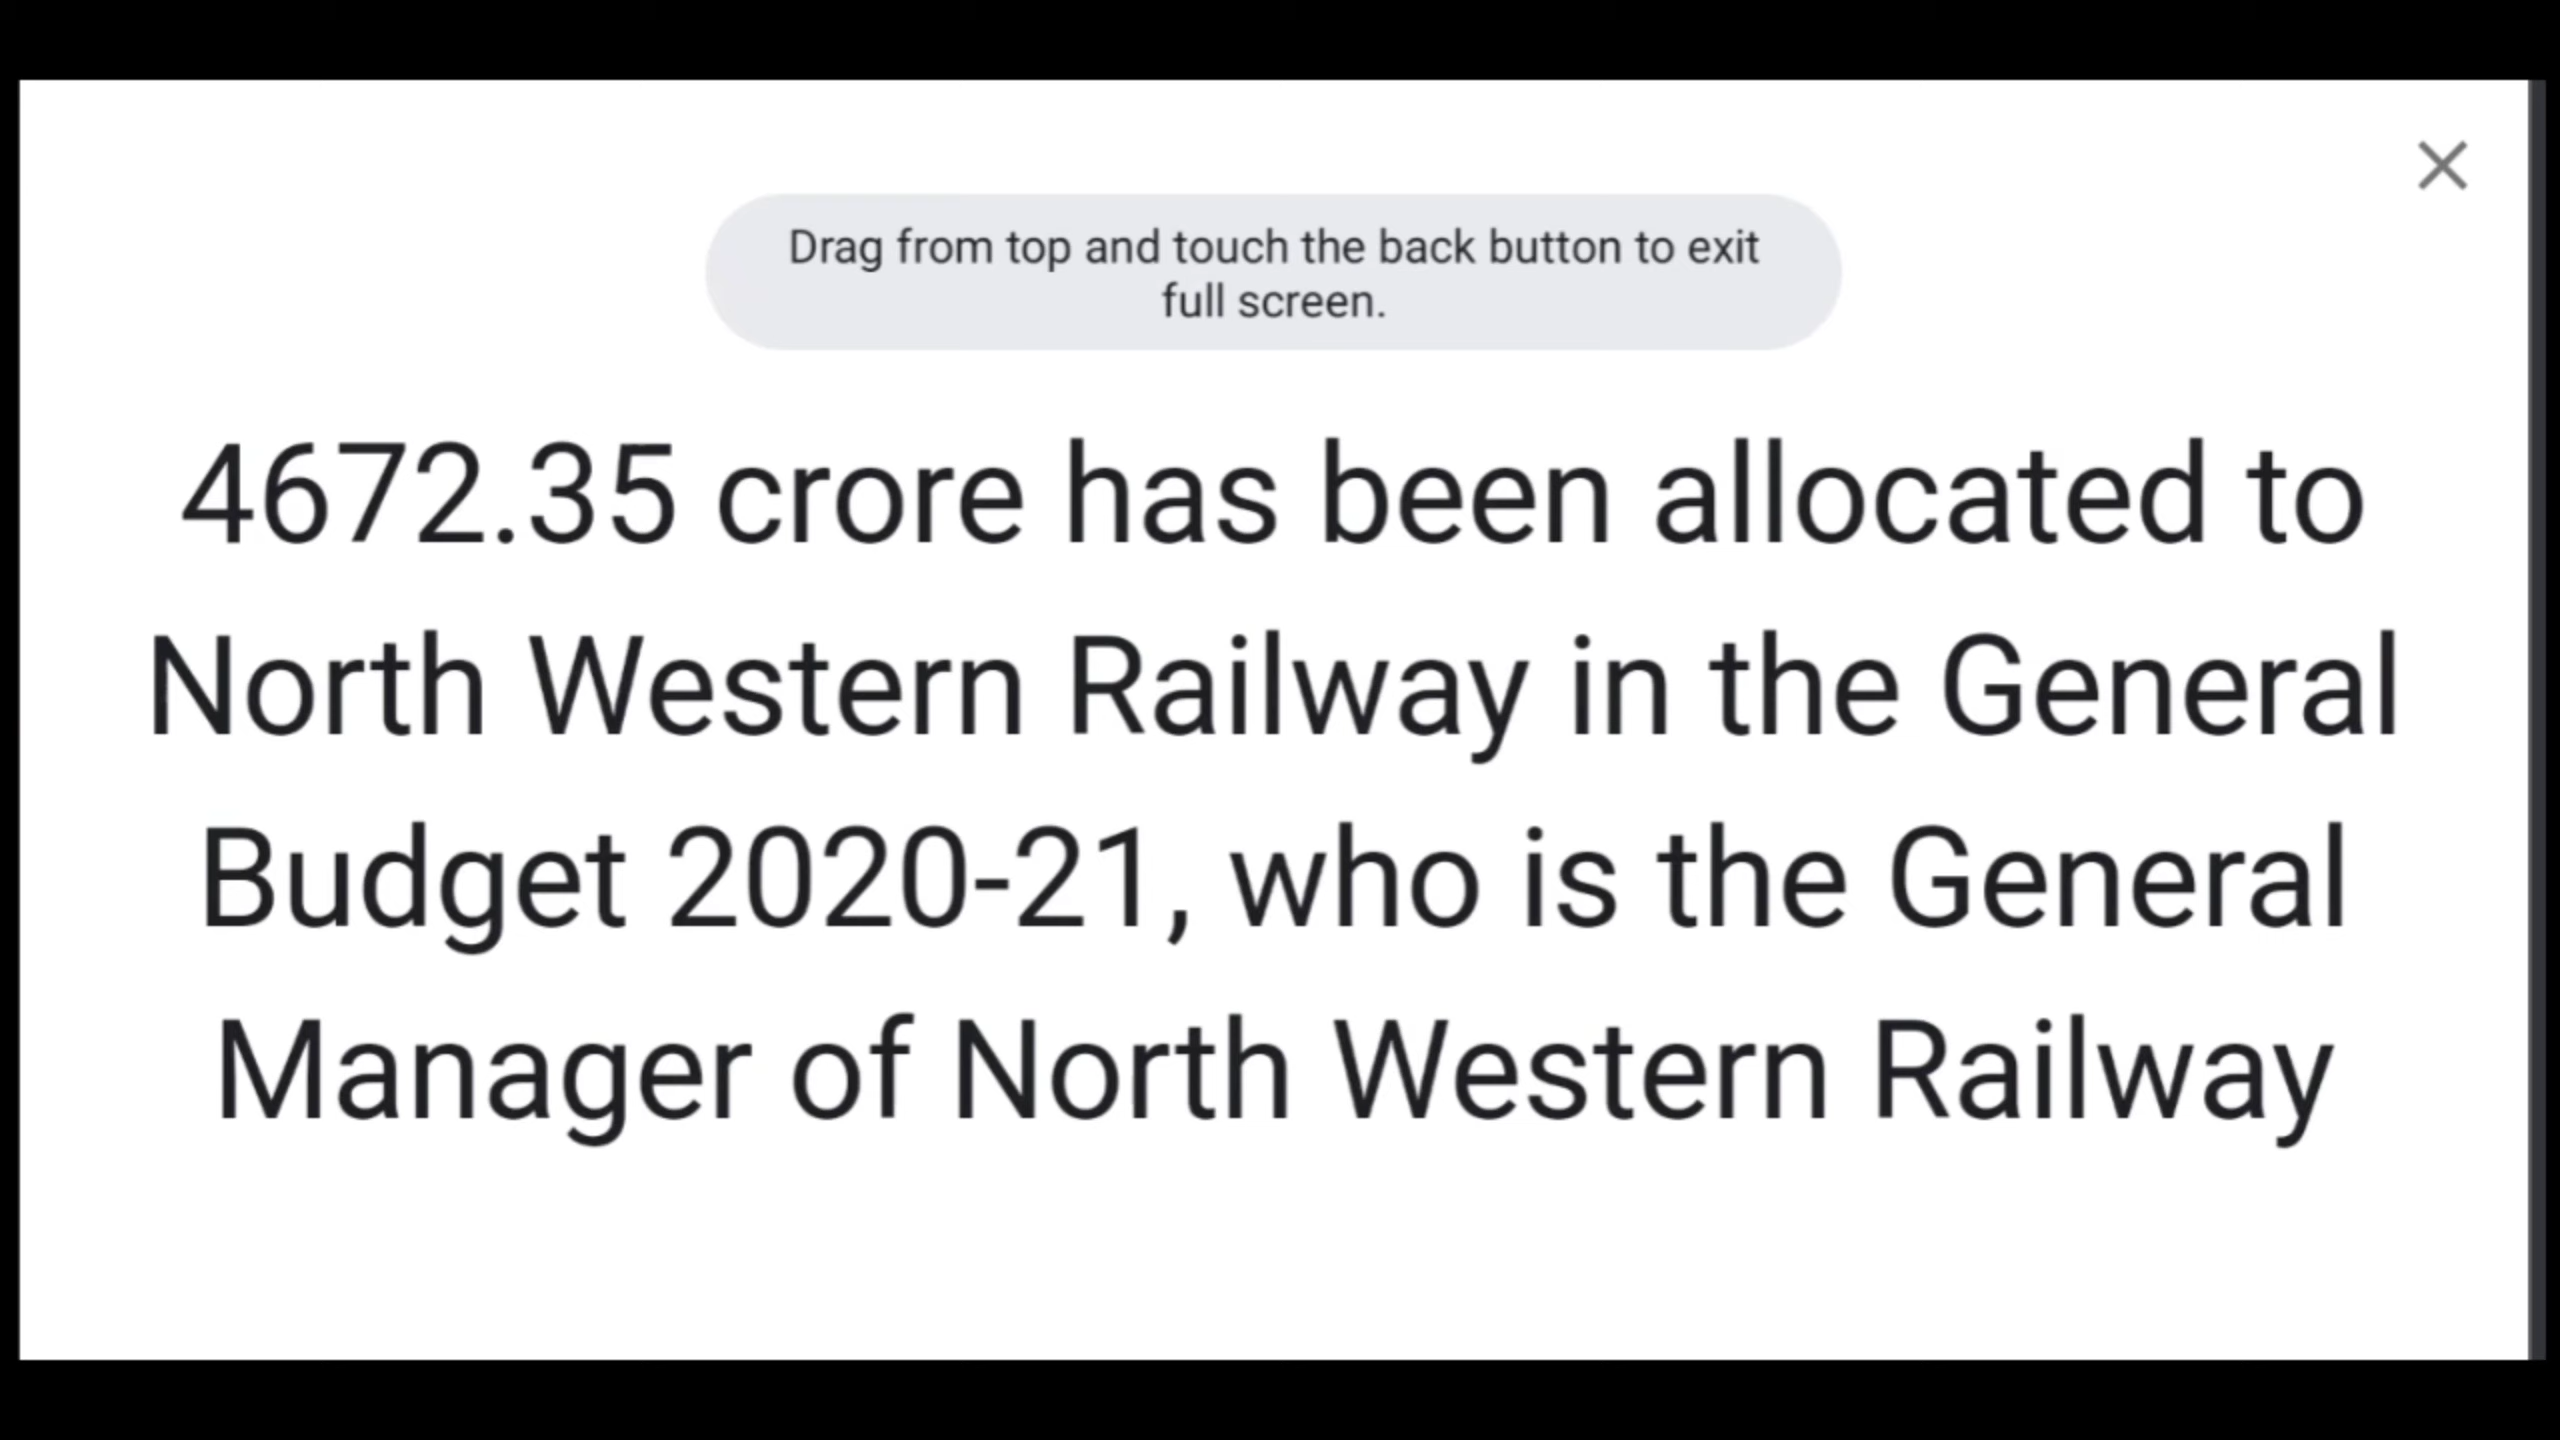 Drag from top and touch the back button to exit
full screen.
4672.35 crore has been allocated to
North Western Railway in the General
Budget 2020-21, who is the General
Manager of North Western Railway